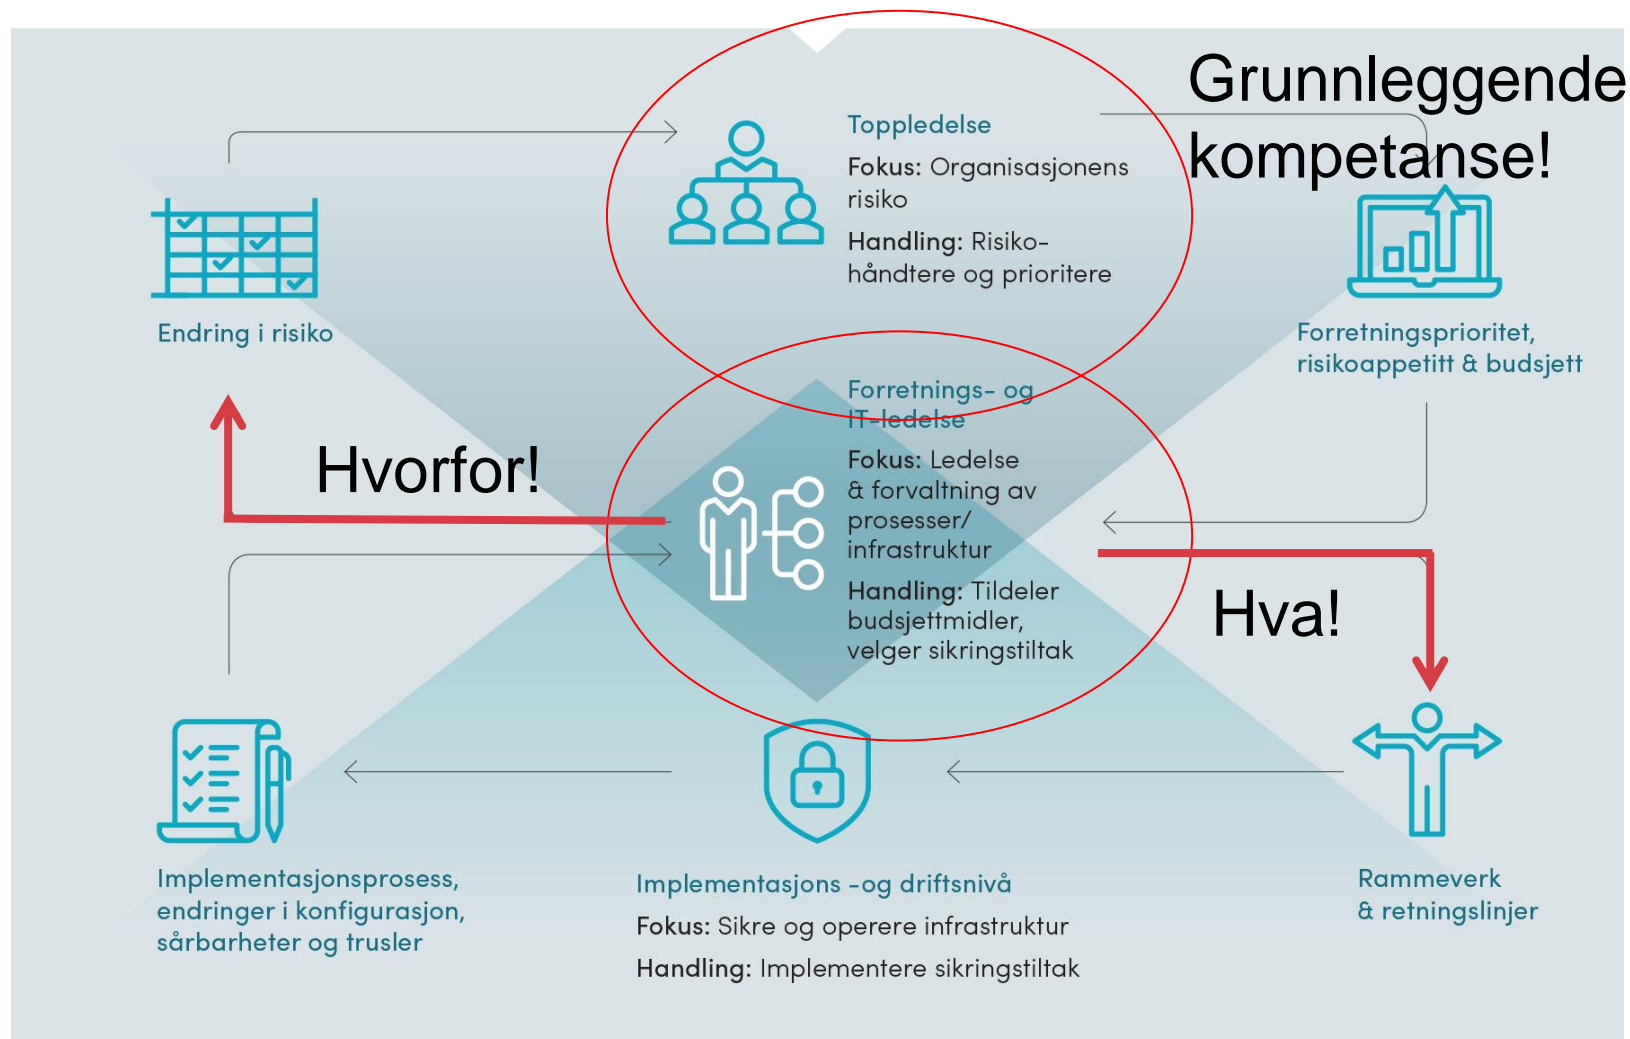 Grunnleggende
kompetanse!
Toppledelse
Fokus: Organisasjonens
risiko
Handling: Risiko-
håndtere og prioritere
Endring i risiko
Forretningsprioritet,
risikoappetitt & budsjett
Hvorfor!
Forretnings- og
IT-ledelse
Fokus: Ledelse
& forvaltning av
prosesser/
infrastruktur
Handling: Tildeler
budsjettmidler,
velger sikringstiltak
Hva!
Implementasjonsprosess,
endringer i konfigurasjon,
sårbarheter og trusler
Implementasjons -og driftsnivå
Fokus: Sikre og operere infrastruktur
Handling: Implementere sikringstiltak
Rammeverk
& retningslinjer